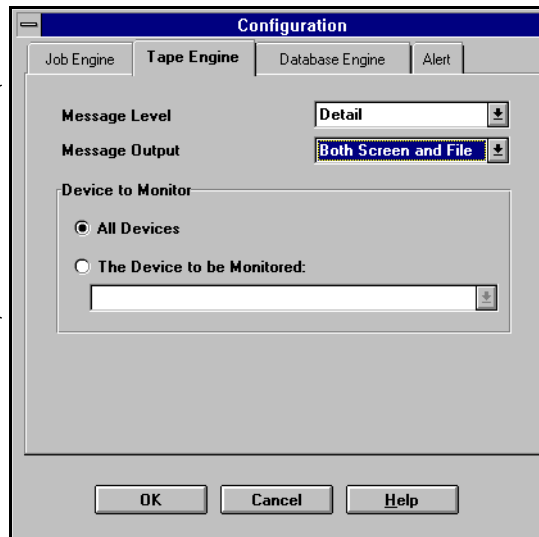 Configuration
Job Engine Tape Engine Database Engine Alert
Message Level Detail
Message Output Both Screen and File
Device to Monitor
All Devices
The Device to be Monitored:
OK Cancel Help